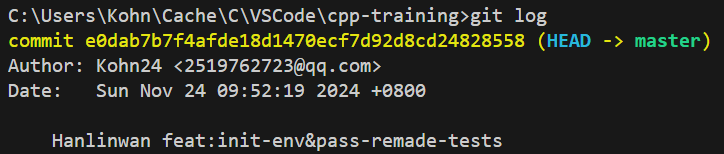 C:\Users\Kohn\Cache\C\VSCode\cpp-training>git log
commit e0dab7b7f4afde18d1470ecf7d92d8cd24828558 (HEAD -> master)
Author: Kohn24 <2519762723@qq.com>
Date:   Sun Nov 24 09:52:19 2024 +0800
    Hanlinwan feat:init-env&pass-remade-tests